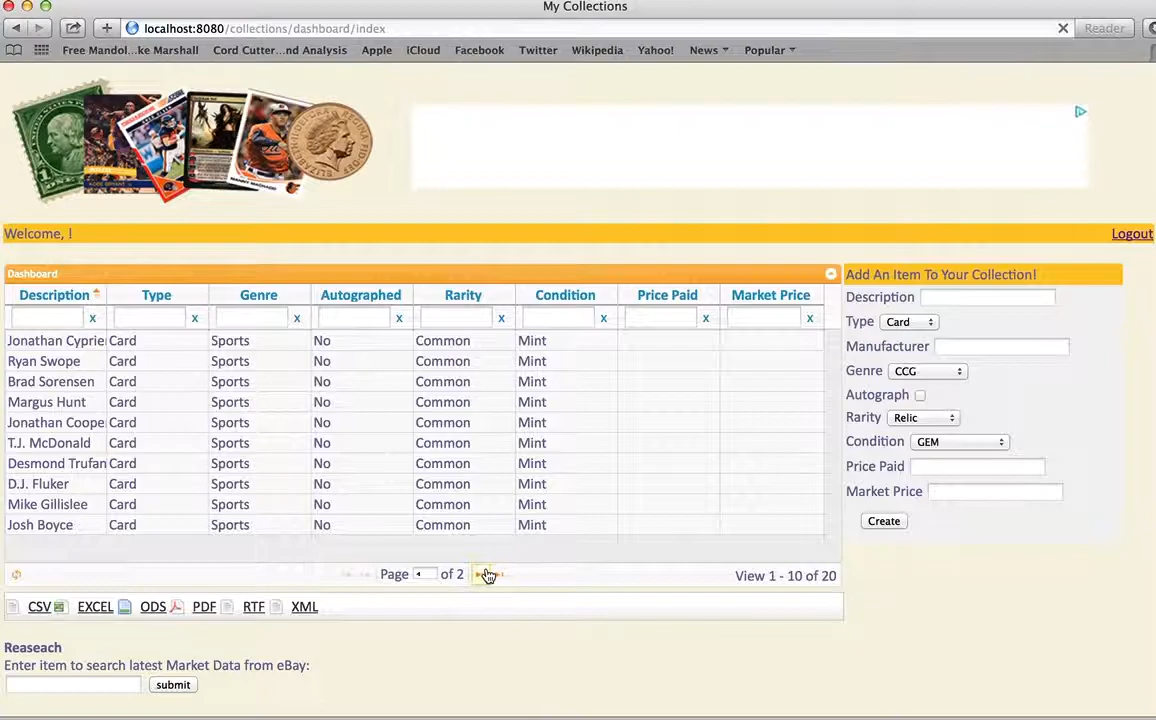 My Collections
localhost:8080/collections/dashboard/index
Reader
Free Mandol...ke Marshall Cord Cutter...nd Analysis Apple iCloud Facebook Twitter Wikipedia Yahoo! News Popular
Welcome, !
Logout
Dashboard
Description Type Genre Autographed Rarity Condition Price Paid Market Price
x x x x x x x x
Jonathan Cyprie Card Sports No Common Mint
Ryan Swope Card Sports No Common Mint
Brad Sorensen Card Sports No Common Mint
Margus Hunt Card Sports No Common Mint
Jonathan Coope Card Sports No Common Mint
T.J. McDonald Card Sports No Common Mint
Desmond Trufan Card Sports No Common Mint
D.J. Fluker Card Sports No Common Mint
Mike Gillislee Card Sports No Common Mint
Josh Boyce Card Sports No Common Mint
Page of 2
View 1 - 10 of 20
CSV EXCEL ODS PDF RTF XML
Add An Item To Your Collection!
Description
Type Card
Manufacturer
Genre CCG
Autograph
Rarity Relic
Condition GEM
Price Paid
Market Price
Create
Reaseach
Enter item to search latest Market Data from eBay:
submit